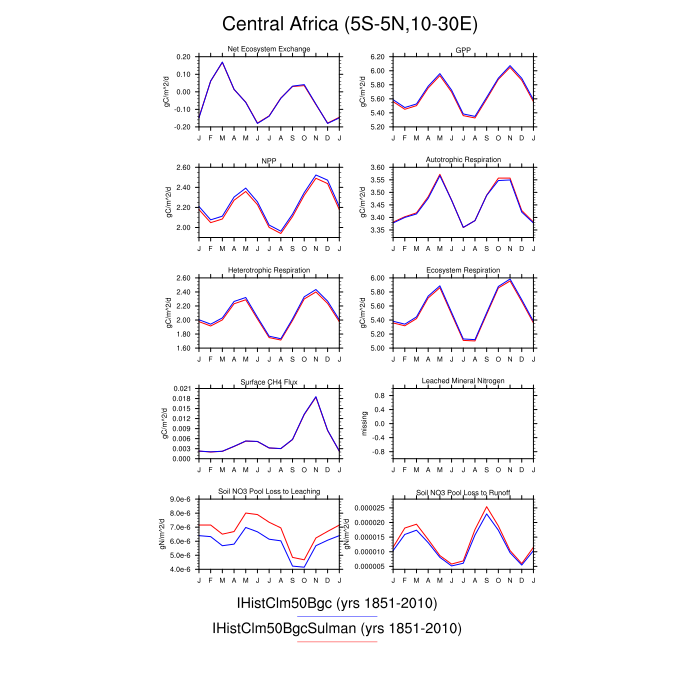 Central Africa (5S-5N,10-30E)
Net Ecosystem Exchange
gC/m^2/d
0.20
0.10
0.00
-0.10
-0.20
J F M A M J J A S O N D J
GPP
gC/m^2/d
6.20
6.00
5.80
5.60
5.40
5.20
J F M A M J J A S O N D J
NPP
gC/m^2/d
2.60
2.40
2.20
2.00
J F M A M J J A S O N D J
Autotrophic Respiration
gC/m^2/d
3.60
3.55
3.50
3.45
3.40
3.35
J F M A M J J A S O N D J
Heterotrophic Respiration
gC/m^2/d
2.60
2.40
2.20
2.00
1.80
1.60
J F M A M J J A S O N D J
Ecosystem Respiration
gC/m^2/d
6.00
5.80
5.60
5.40
5.20
5.00
J F M A M J J A S O N D J
Surface CH4 Flux
gC/m^2/d
0.021
0.018
0.015
0.012
0.009
0.006
0.003
0.000
J F M A M J J A S O N D J
Leached Mineral Nitrogen
missing
0.8
0.4
0.0
-0.4
-0.8
J F M A M J J A S O N D J
Soil NO3 Pool Loss to Leaching
gN/m^2/d
9.0e-6
8.0e-6
7.0e-6
6.0e-6
5.0e-6
4.0e-6
J F M A M J J A S O N D J
Soil NO3 Pool Loss to Runoff
gN/m^2/d
0.000025
0.000020
0.000015
0.000010
0.000005
J F M A M J J A S O N D J
IHistClm50Bgc (yrs 1851-2010)
IHistClm50BgcSulman (yrs 1851-2010)